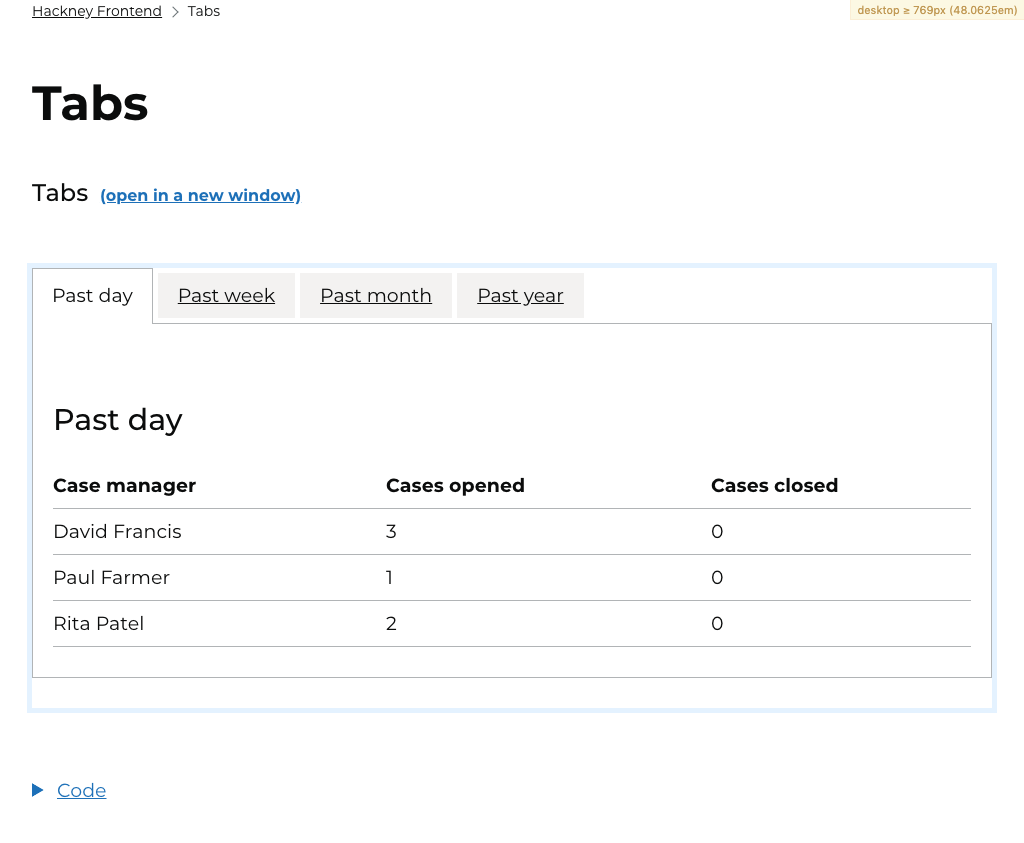 Hackney Frontend > Tabs
desktop ≥ 769px (48.0625em)
Tabs
Tabs (open in a new window)
Past day Past week Past month Past year
Past day
Case manager Cases opened Cases closed
David Francis 3 0
Paul Farmer 1 0
Rita Patel 2 0
Code